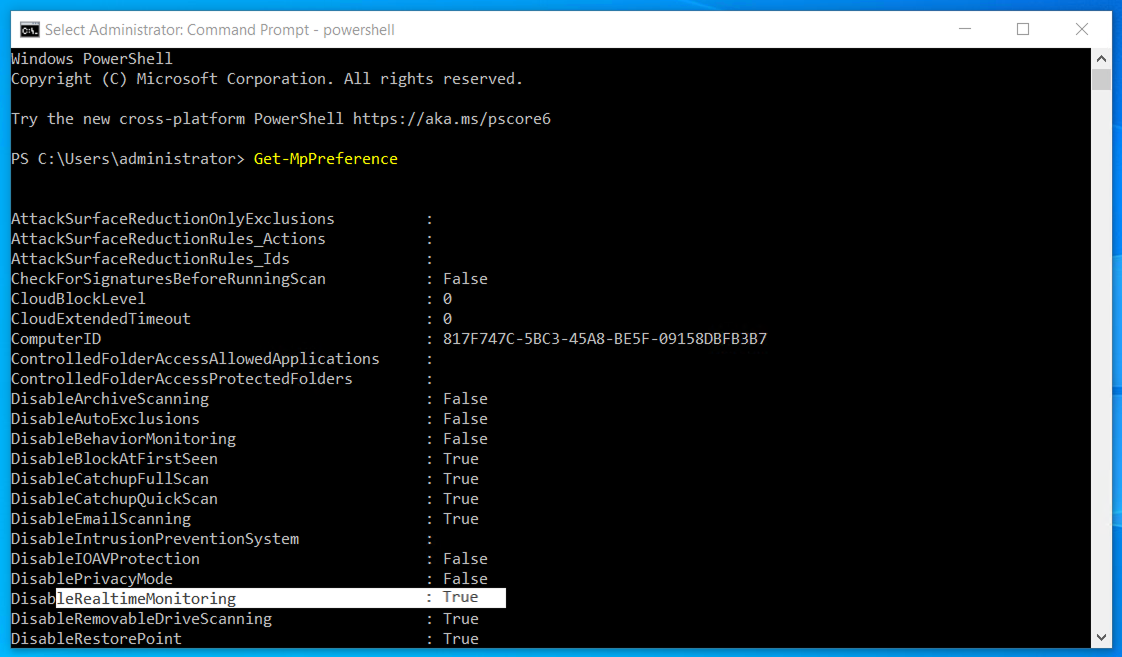 Select Administrator: Command Prompt - powershell
Windows PowerShell
Copyright (C) Microsoft Corporation. All rights reserved.
Try the new cross-platform PowerShell https://aka.ms/pscore6
PS C:\Users\administrator> Get-MpPreference
AttackSurfaceReductionOnlyExclusions :
AttackSurfaceReductionRules_Actions :
AttackSurfaceReductionRules_Ids :
CheckForSignaturesBeforeRunningScan : False
CloudBlockLevel : 0
CloudExtendedTimeout : 0
ComputerID : 817F747C-5BC3-45A8-BE5F-09158DBFB3B7
ControlledFolderAccessAllowedApplications :
ControlledFolderAccessProtectedFolders :
DisableArchiveScanning : False
DisableAutoExclusions : False
DisableBehaviorMonitoring : False
DisableBlockAtFirstSeen : True
DisableCatchupFullScan : True
DisableCatchupQuickScan : True
DisableEmailScanning : True
DisableIntrusionPreventionSystem :
DisableIOAVProtection : False
DisablePrivacyMode : False
DisableRealtimeMonitoring : True
DisableRemovableDriveScanning : True
DisableRestorePoint : True